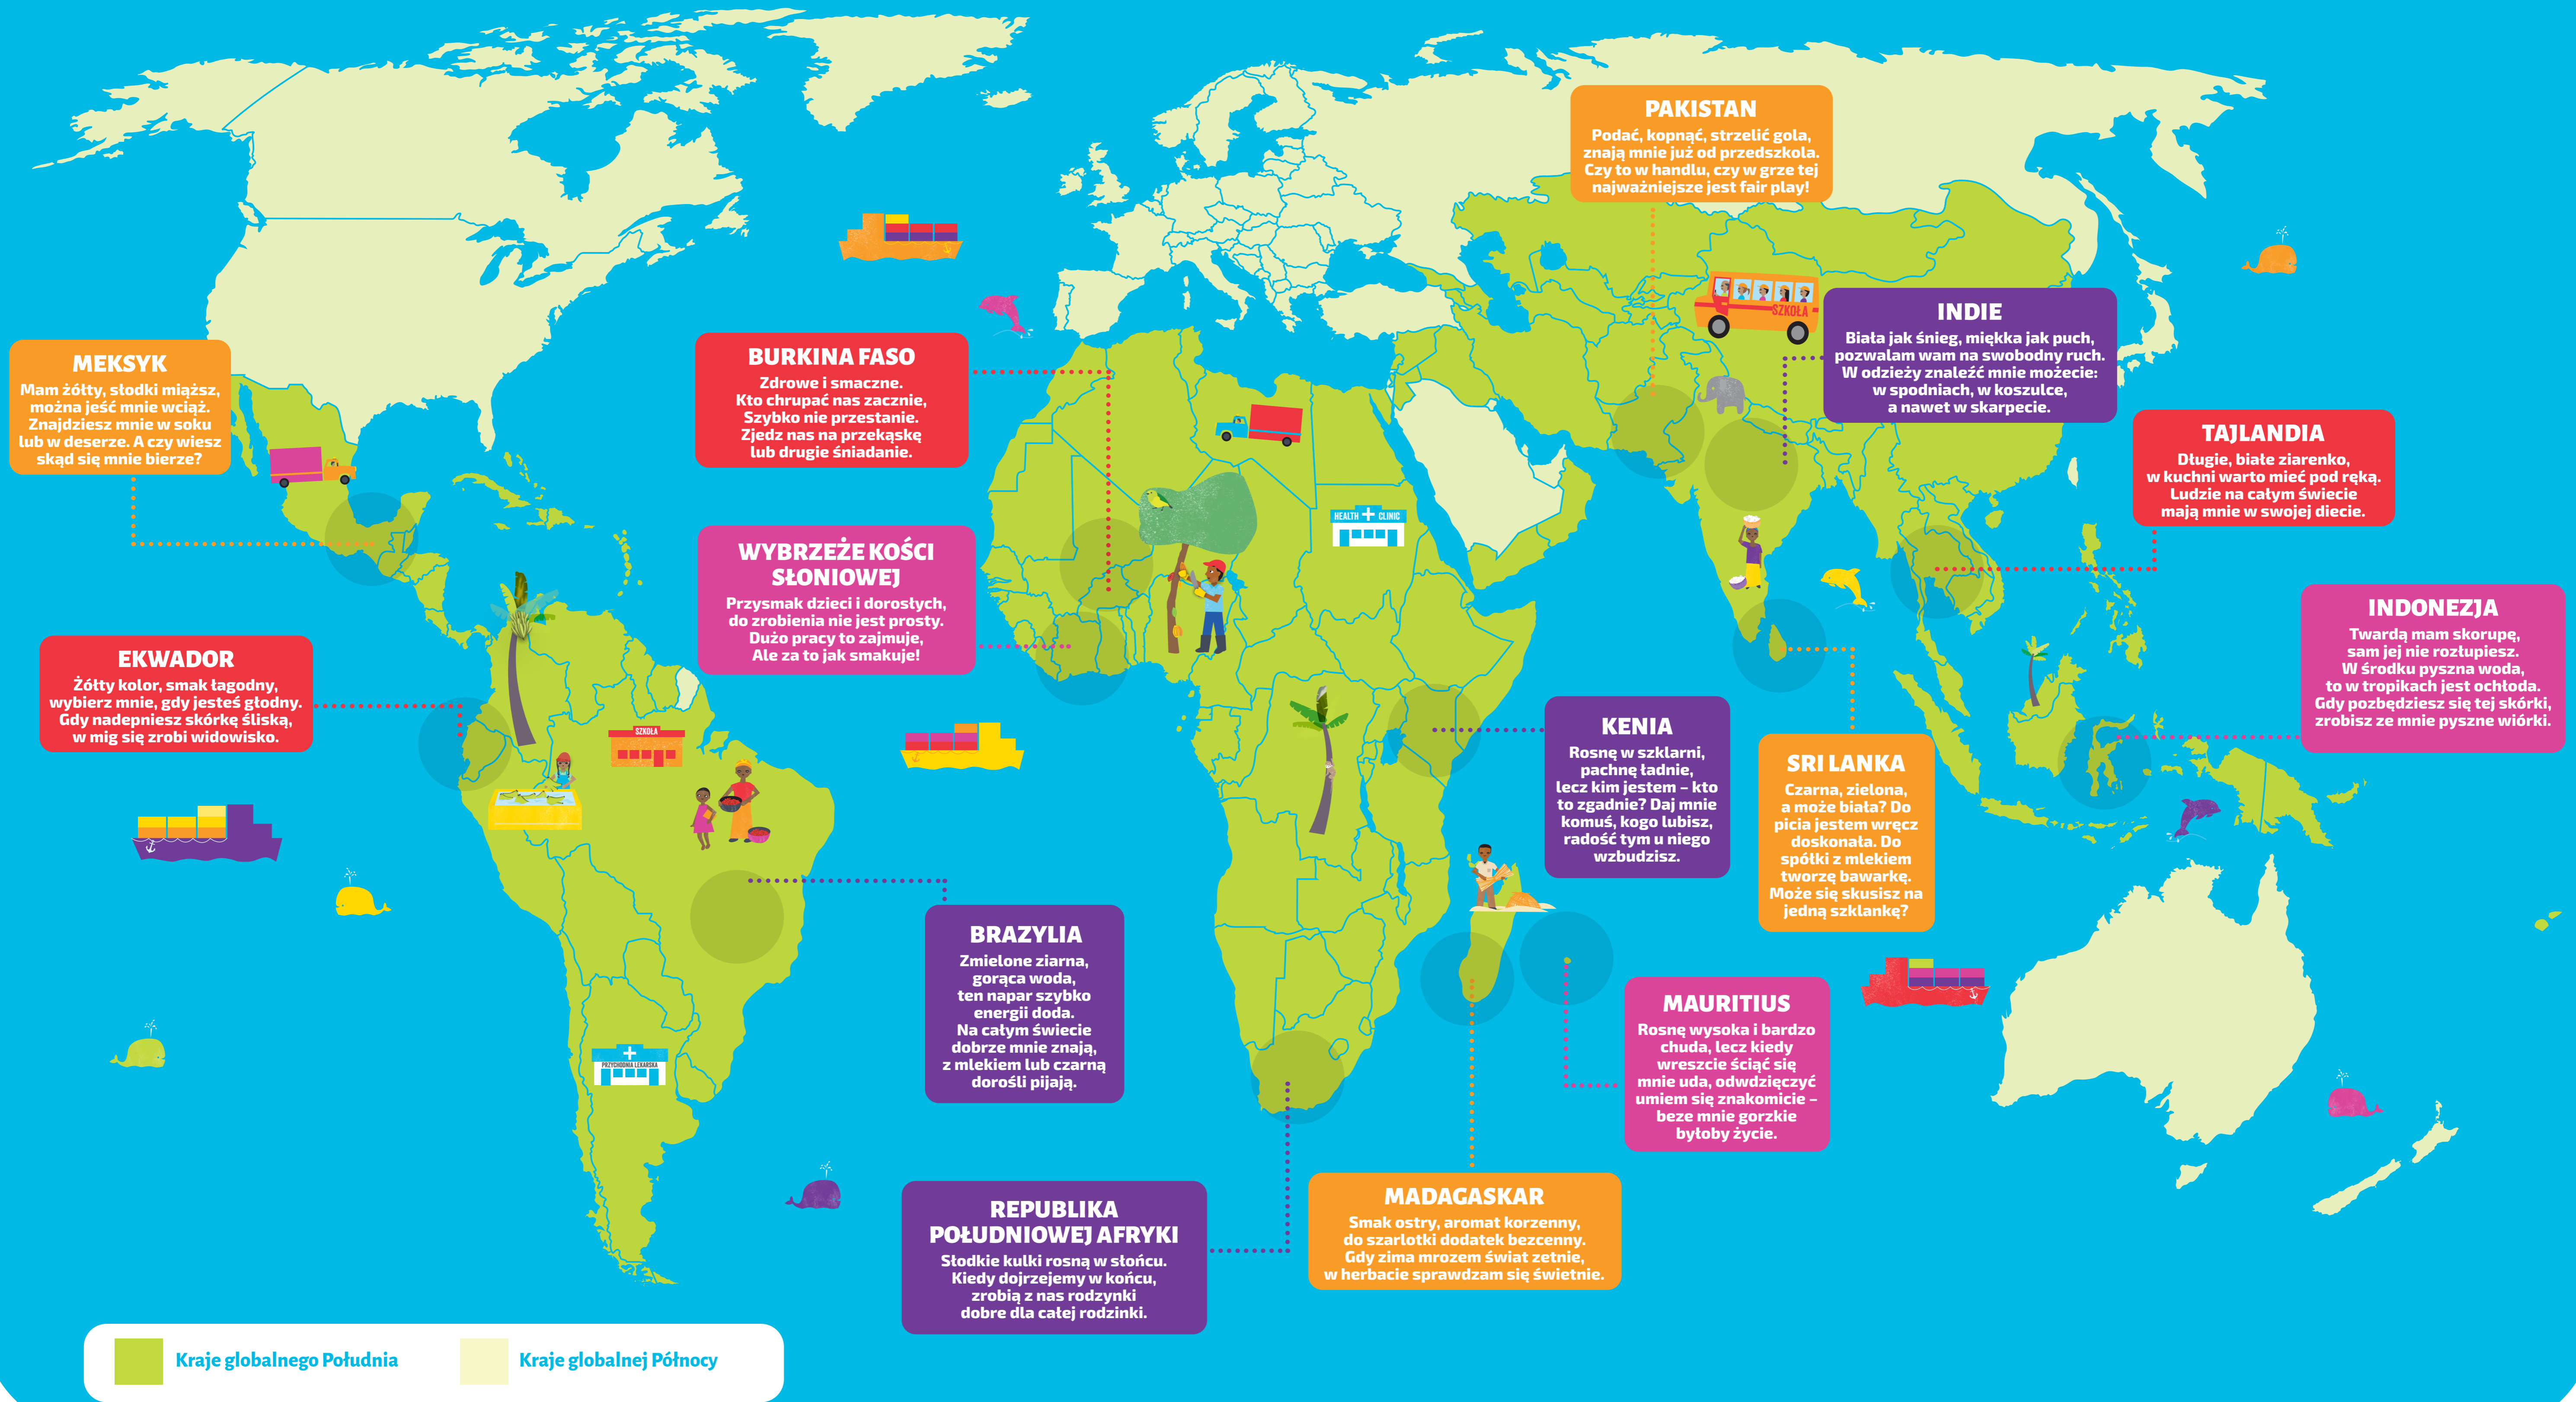 PAKISTAN
Podać, kopnąć, strzelić gola,
znają mnie już od przedszkola.
Czy to w handlu, czy w grze tej
najważniejsze jest fair play!
SZKOŁA
INDIE
Biała jak śnieg, miękka jak puch,
pozwalam wam na swobodny ruch.
W odzieży znaleźć mnie możecie:
w spodniach, w koszulce,
a nawet w skarpecie.
MEKSYK
Mam żółty, słodki miąższ,
można jeść mnie wciąż.
Znajdziesz mnie w soku
lub w deserze. A czy wiesz
skąd się mnie bierze?
BURKINA FASO
Zdrowe i smaczne.
Kto chrupać nas zacznie,
Szybko nie przestanie.
Zjedz nas na przekąskę
lub drugie śniadanie.
TAJLANDIA
Długie, białe ziarenko,
w kuchni warto mieć pod ręką.
Ludzie na całym świecie
mają mnie w swojej diecie.
HEALTH CLINIC
WYBRZEŻE KOŚCI
SŁONIOWEJ
Przysmak dzieci i dorosłych,
do zrobienia nie jest prosty.
Dużo pracy to zajmuje,
Ale za to jak smakuje!
INDONEZJA
Twardą mam skorupę,
sam jej nie rozłupiesz.
W środku pyszna woda,
to w tropikach jest ochłoda.
Gdy pozbędziesz się tej skórki,
zrobisz ze mnie pyszne wiórki.
EKWADOR
Żółty kolor, smak łagodny,
wybierz mnie, gdy jesteś głodny.
Gdy nadepniesz skórkę śliską,
w mig się zrobi widowisko.
SZKOŁA
KENIA
Rosnę w szklarni,
pachnę ładnie,
lecz kim jestem – kto
to zgadnie? Daj mnie
komuś, kogo lubisz,
radość tym u niego
wzbudzisz.
SRI LANKA
Czarna, zielona,
a może biała? Do
picia jestem wręcz
doskonała. Do
spółki z mlekiem
tworzę bawarkę.
Może się skusisz na
jedną szklankę?
BRAZYLIA
Zmielone ziarna,
gorąca woda,
ten napar szybko
energii doda.
Na całym świecie
dobrze mnie znają,
z mlekiem lub czarną
dorośli pijają.
MAURITIUS
Rosnę wysoka i bardzo
chuda, lecz kiedy
wreszcie ściąć się
mnie uda, odwdzięczyć
umiem się znakomicie –
beze mnie gorzkie
byłoby życie.
PRZYCHODNIA LEKARSKA
REPUBLIKA
POŁUDNIOWEJ AFRYKI
Słodkie kulki rosną w słońcu.
Kiedy dojrzejemy w końcu,
zrobią z nas rodzynki
dobre dla całej rodzinki.
MADAGASKAR
Smak ostry, aromat korzenny,
do szarlotki dodatek bezcenny.
Gdy zima mrozem świat zetnie,
w herbacie sprawdzam się świetnie.
Kraje globalnego Południa
Kraje globalnej Północy